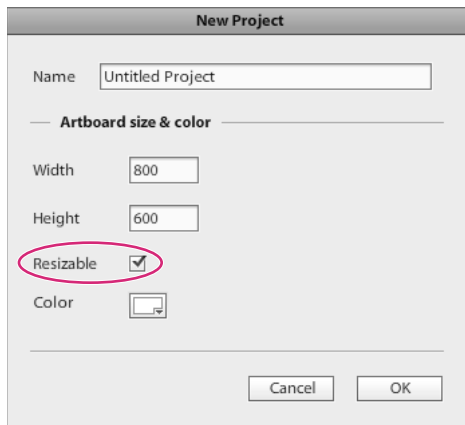 New Project
Name Untitled Project
Artboard size & color
Width 800
Height 600
Resizable
Color
Cancel OK